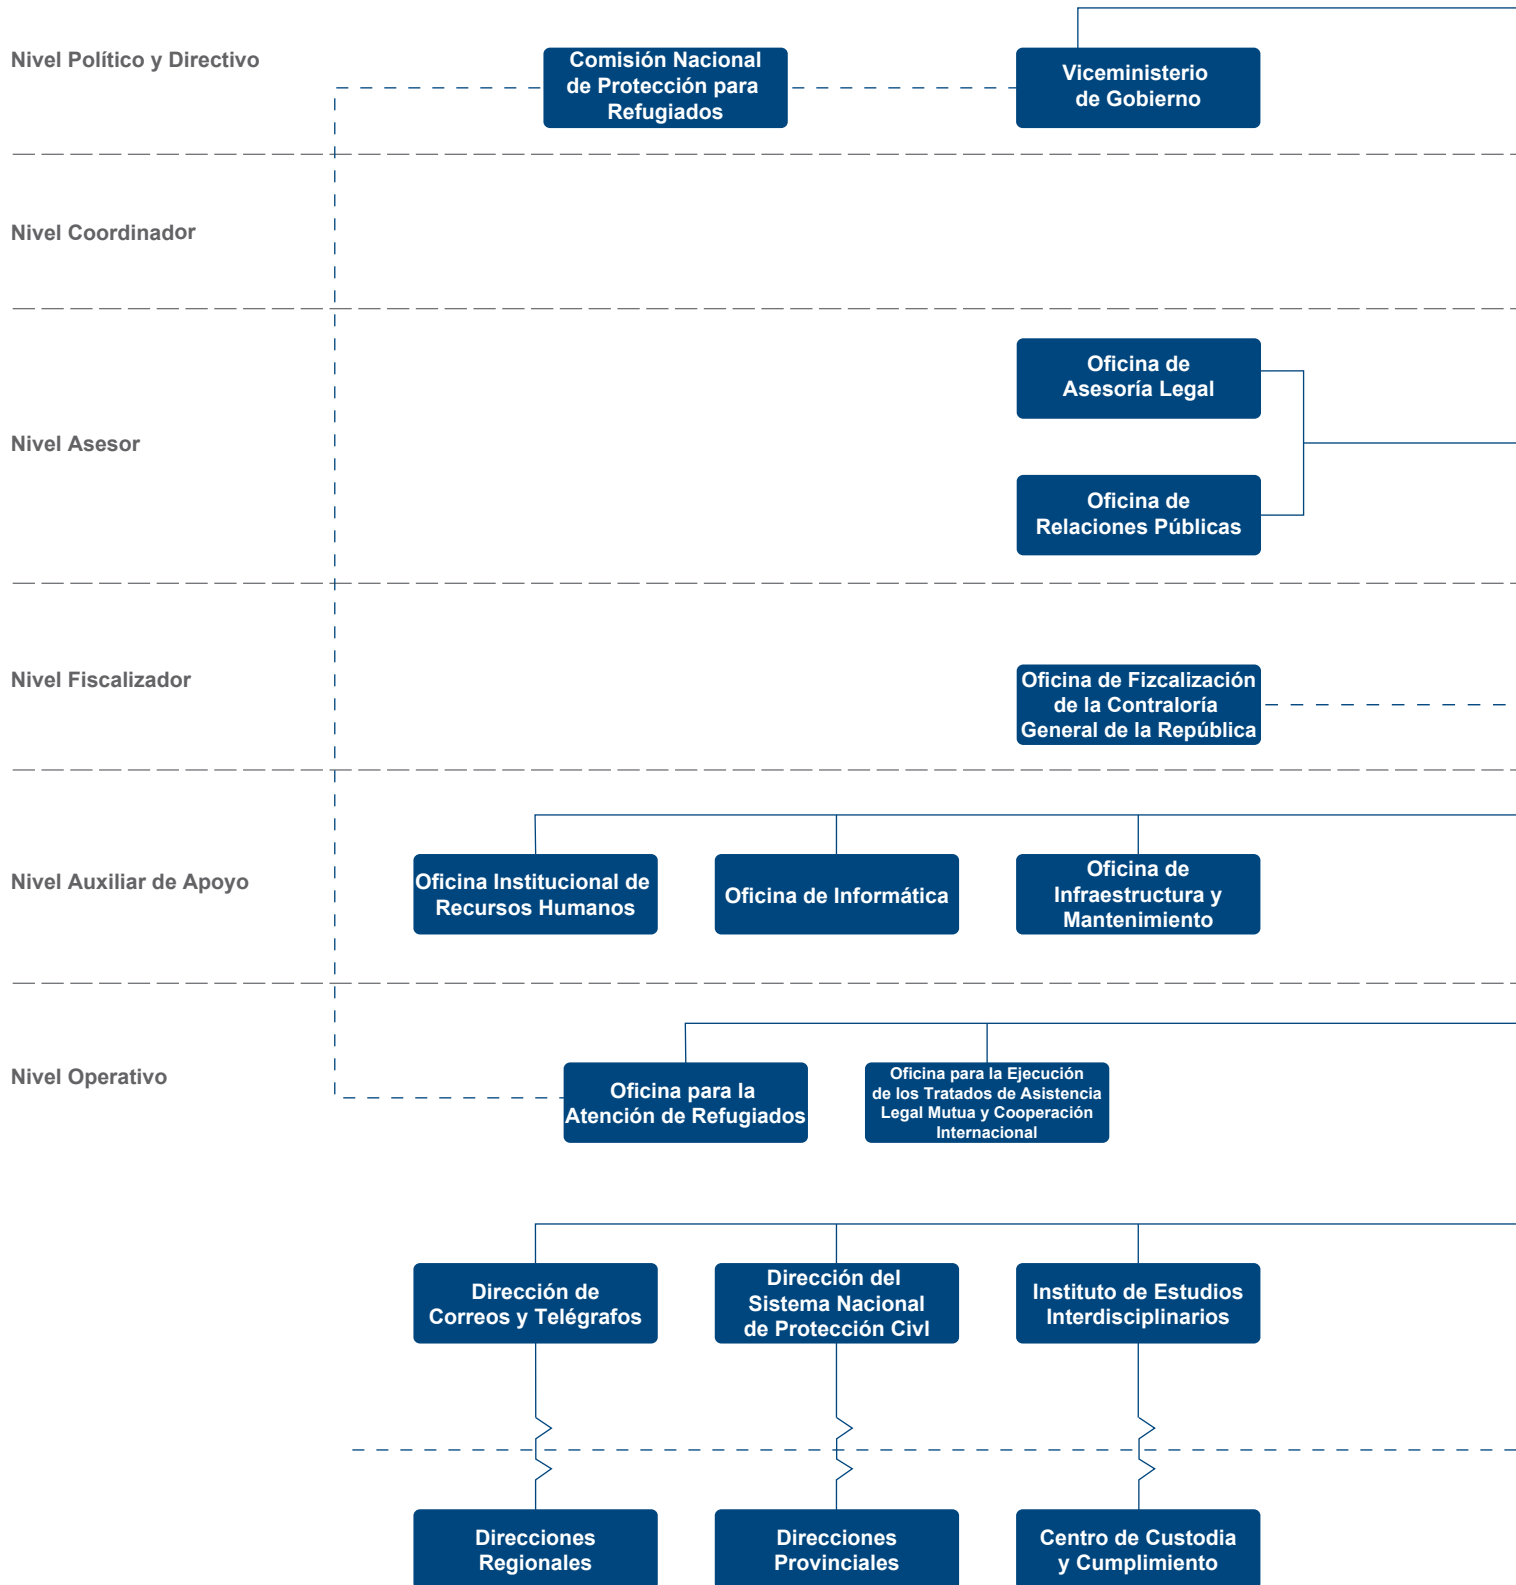 Nivel Político y Directivo
Comisión Nacional
de Protección para
Refugiados
Viceministerio
de Gobierno
Nivel Coordinador
Nivel Asesor
Oficina de
Asesoría Legal
Oficina de
Relaciones Públicas
Nivel Fiscalizador
Oficina de Fizcalización
de la Contraloría
General de la República
Nivel Auxiliar de Apoyo
Oficina Institucional de
Recursos Humanos
Oficina de Informática
Oficina de
Infraestructura y
Mantenimiento
Nivel Operativo
Oficina para la
Atención de Refugiados
Oficina para la Ejecución
de los Tratados de Asistencia
Legal Mutua y Cooperación
Internacional
Dirección de
Correos y Telégrafos
Dirección del
Sistema Nacional
de Protección Civl
Instituto de Estudios
Interdisciplinarios
Direcciones
Regionales
Direcciones
Provinciales
Centro de Custodia
y Cumplimiento